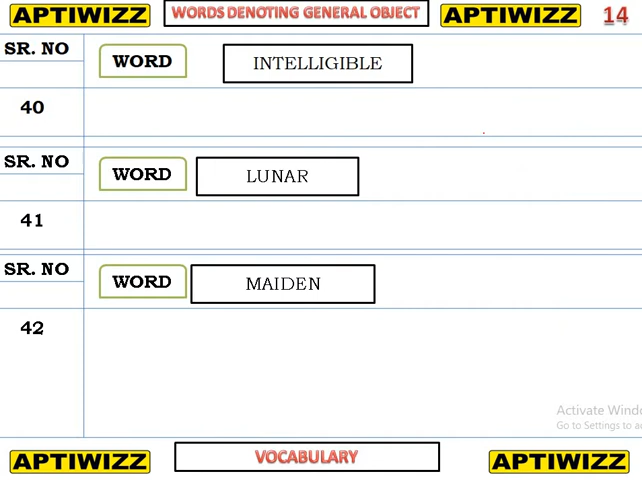 APTIWIZZ WORDS DENOTING GENERAL OBJECT APTIWIZZ 14
SR. NO WORD INTELLIGIBLE
40
SR. NO WORD LUNAR
41
SR. NO WORD MAIDEN
42
Activate Windo
Go to Settings to a
APTIWIZZ VOCABULARY APTIWIZZ